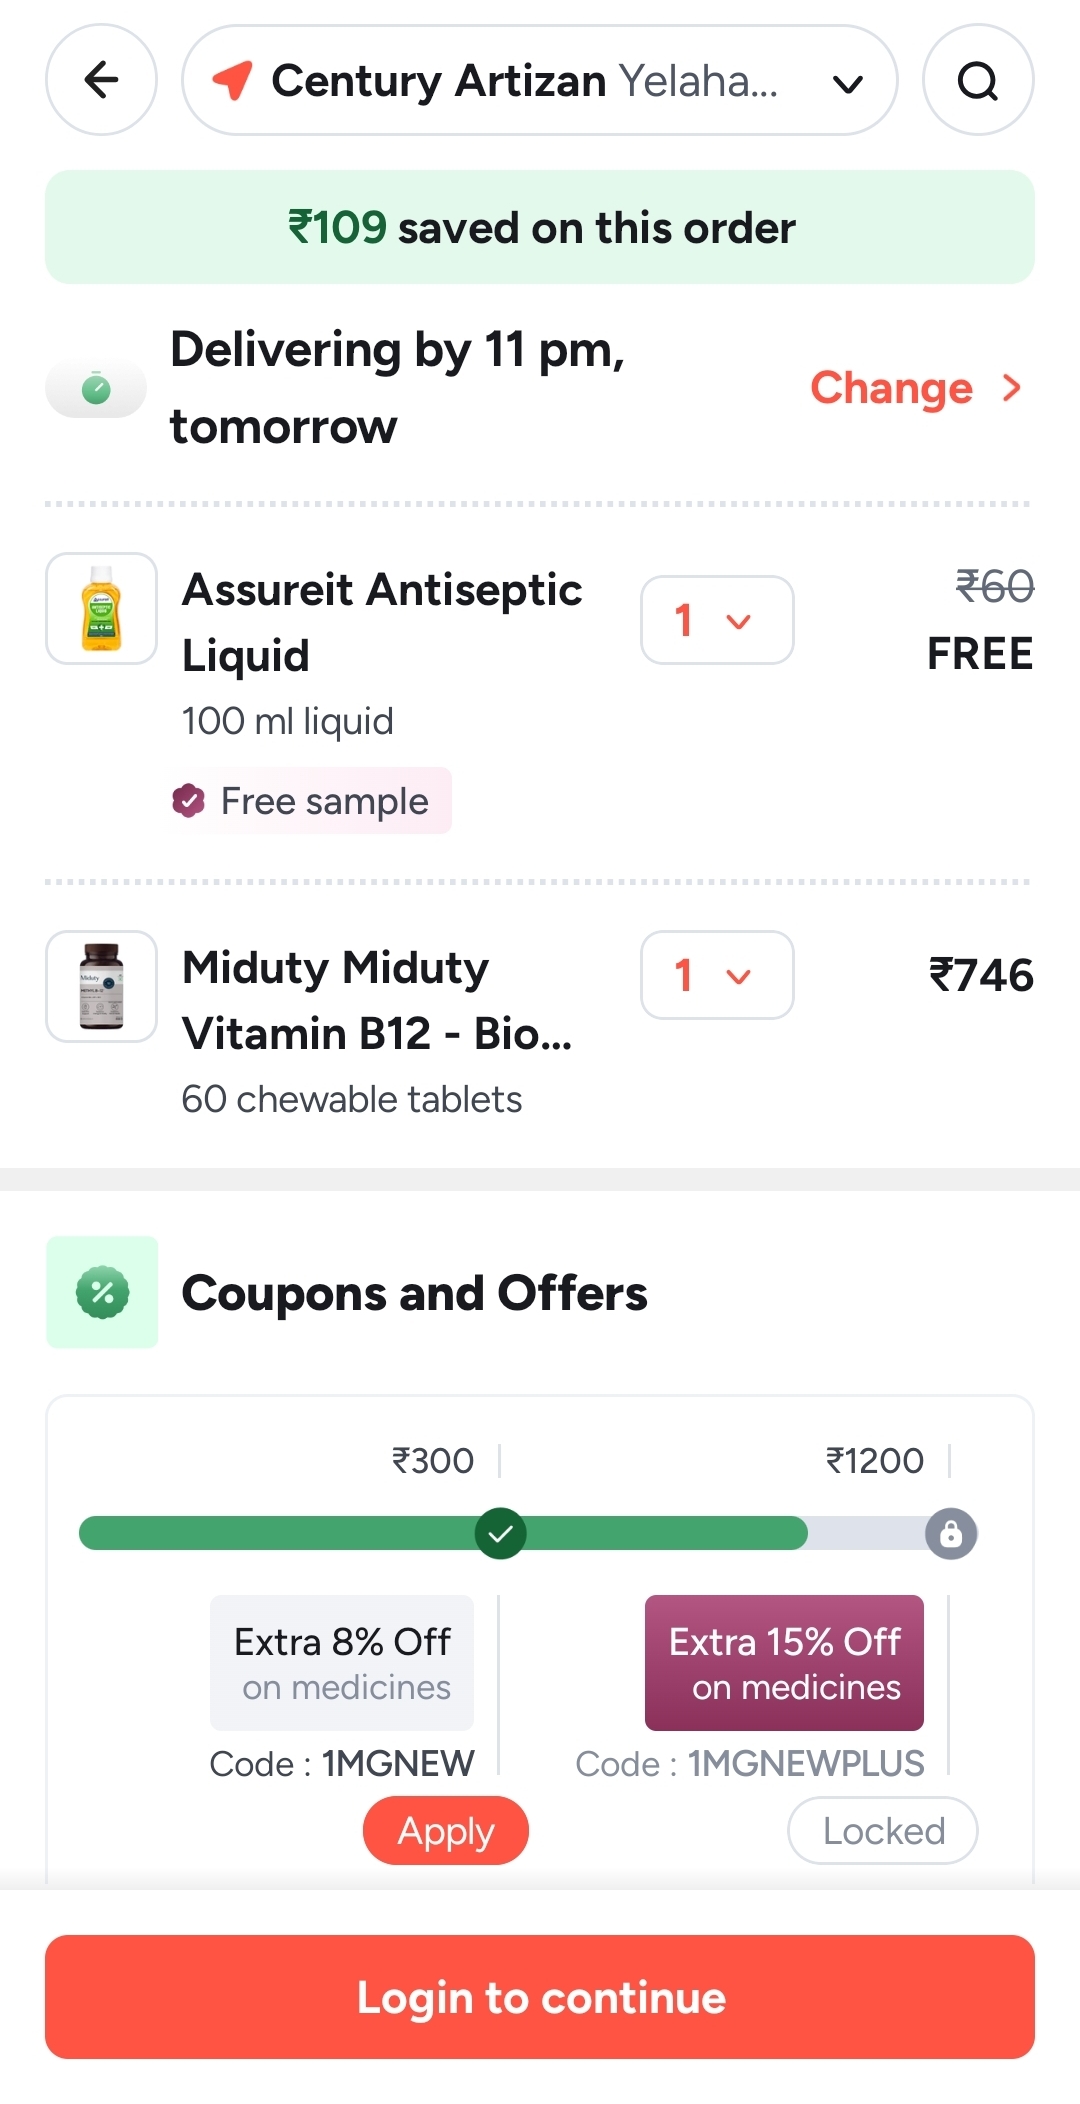 Century Artizan Yelaha...
₹109 saved on this order
Delivering by 11 pm,
tomorrow
Change
Assureit Antiseptic
Liquid
100 ml liquid
Free sample
1
₹60
FREE
Miduty Miduty
Vitamin B12 - Bio...
60 chewable tablets
1
₹746
Coupons and Offers
₹300
₹1200
Extra 8% Off
on medicines
Code : 1MGNEW
Apply
Extra 15% Off
on medicines
Code : 1MGNEWPLUS
Locked
Login to continue